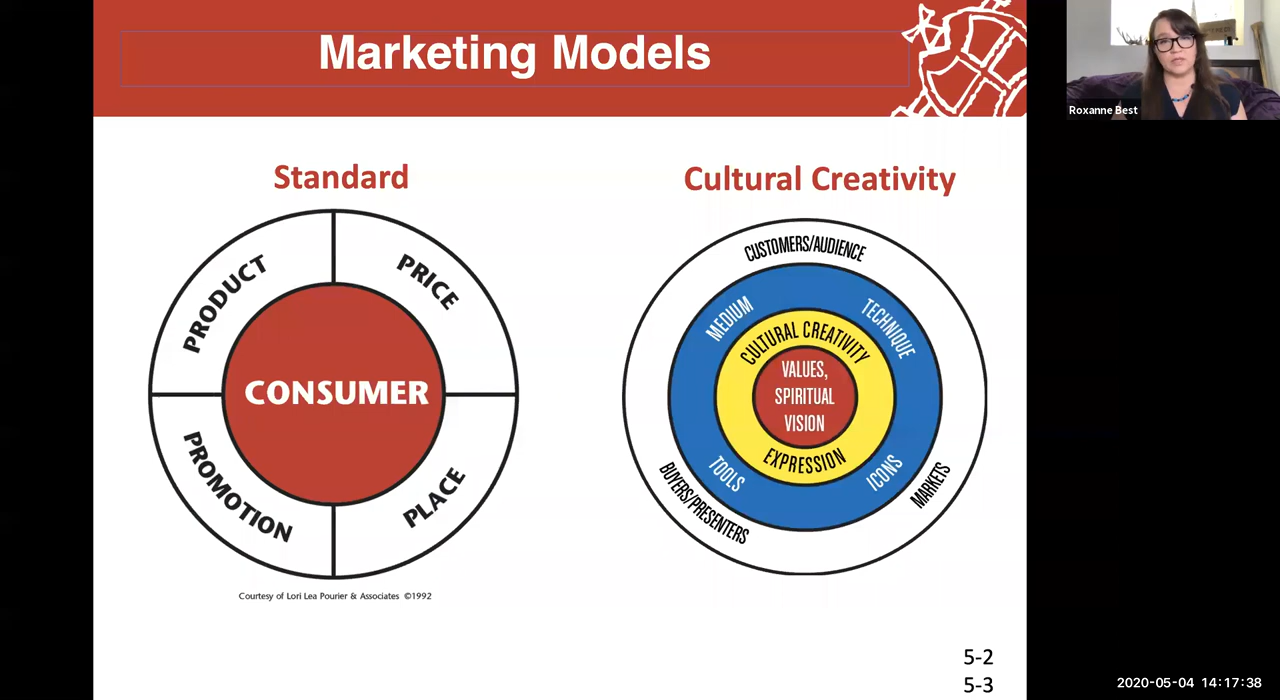 Marketing Models
Roxanne Best
Standard
PRODUCT
PRICE
CONSUMER
PROMOTION
PLACE
Courtesy of Lori Lea Pourier & Associates ©1992
Cultural Creativity
CUSTOMERS/AUDIENCE
MEDIUM
TECHNIQUE
CULTURAL CREATIVITY
VALUES,
SPIRITUAL
VISION
EXPRESSION
TOOLS
ICONS
BUYERS/PRESENTERS
MARKETS
5-2
5-3
2020-05-04 14:17:38